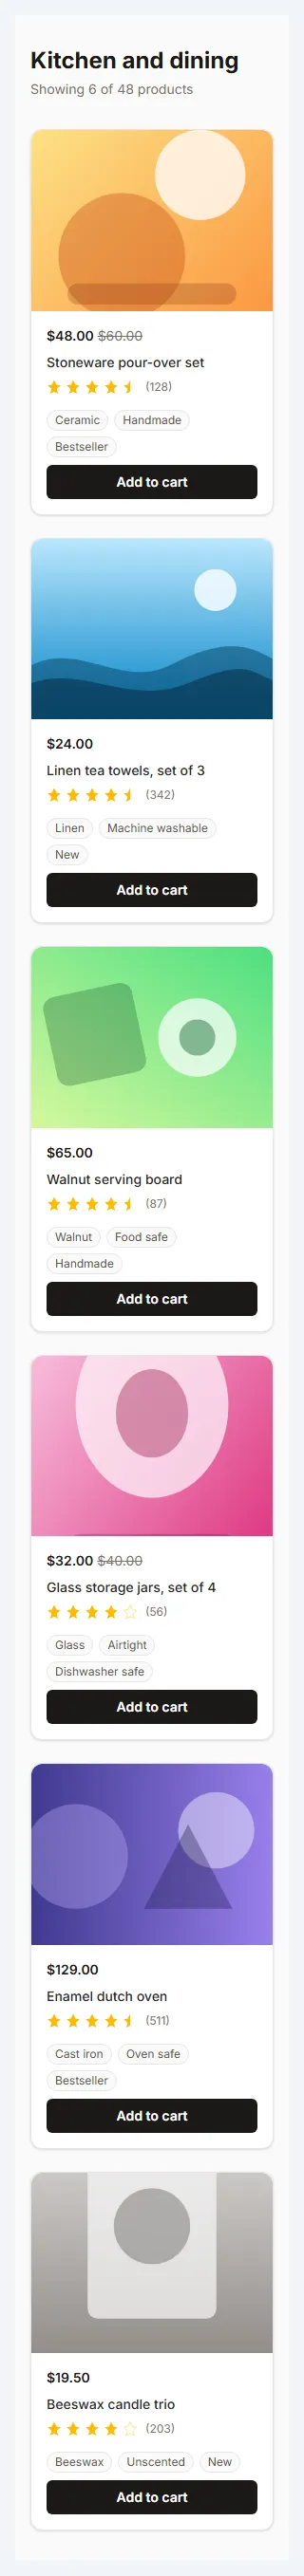 Kitchen and dining
Showing 6 of 48 products
$48.00 $60.00
Stoneware pour-over set
(128)
Ceramic Handmade
Bestseller
Add to cart
$24.00
Linen tea towels, set of 3
(342)
Linen Machine washable
New
Add to cart
$65.00
Walnut serving board
(87)
Walnut Food safe
Handmade
Add to cart
$32.00 $40.00
Glass storage jars, set of 4
(56)
Glass Airtight
Dishwasher safe
Add to cart
$129.00
Enamel dutch oven
(511)
Cast iron Oven safe
Bestseller
Add to cart
$19.50
Beeswax candle trio
(203)
Beeswax Unscented New
Add to cart